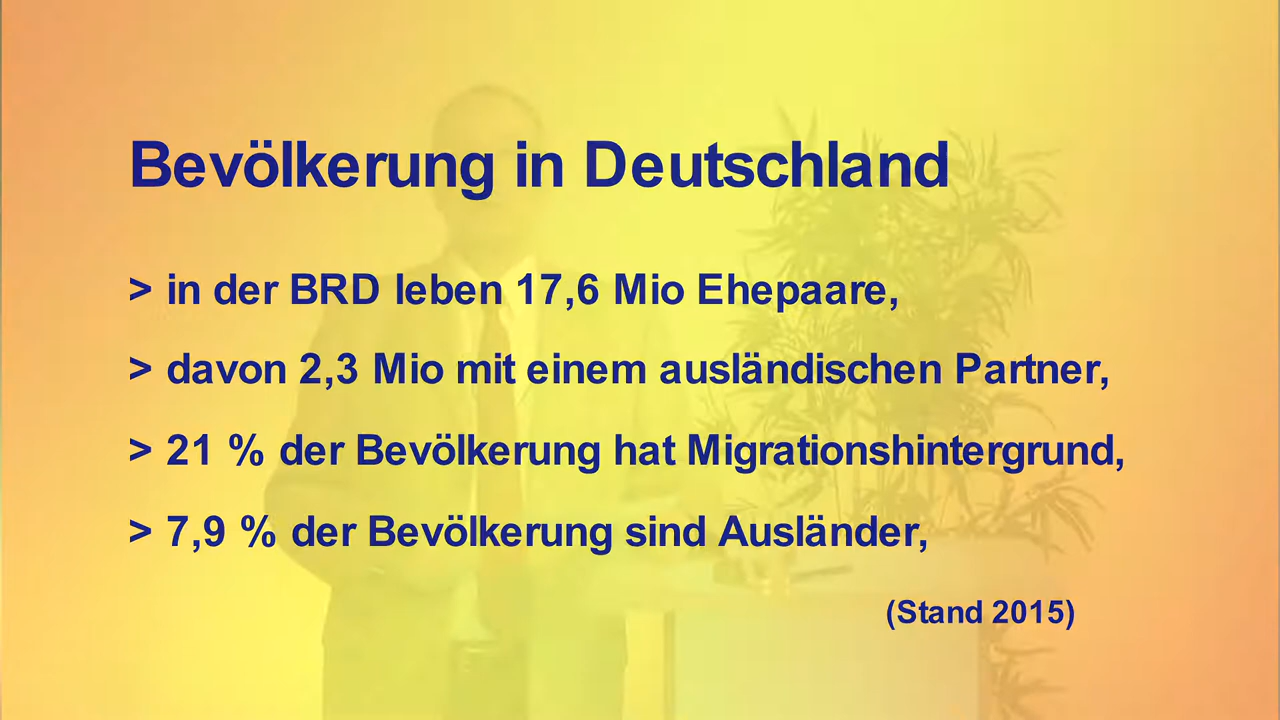 Bevölkerung in Deutschland
> in der BRD leben 17,6 Mio Ehepaare,
> davon 2,3 Mio mit einem ausländischen Partner,
> 21 % der Bevölkerung hat Migrationshintergrund,
> 7,9 % der Bevölkerung sind Ausländer,
(Stand 2015)